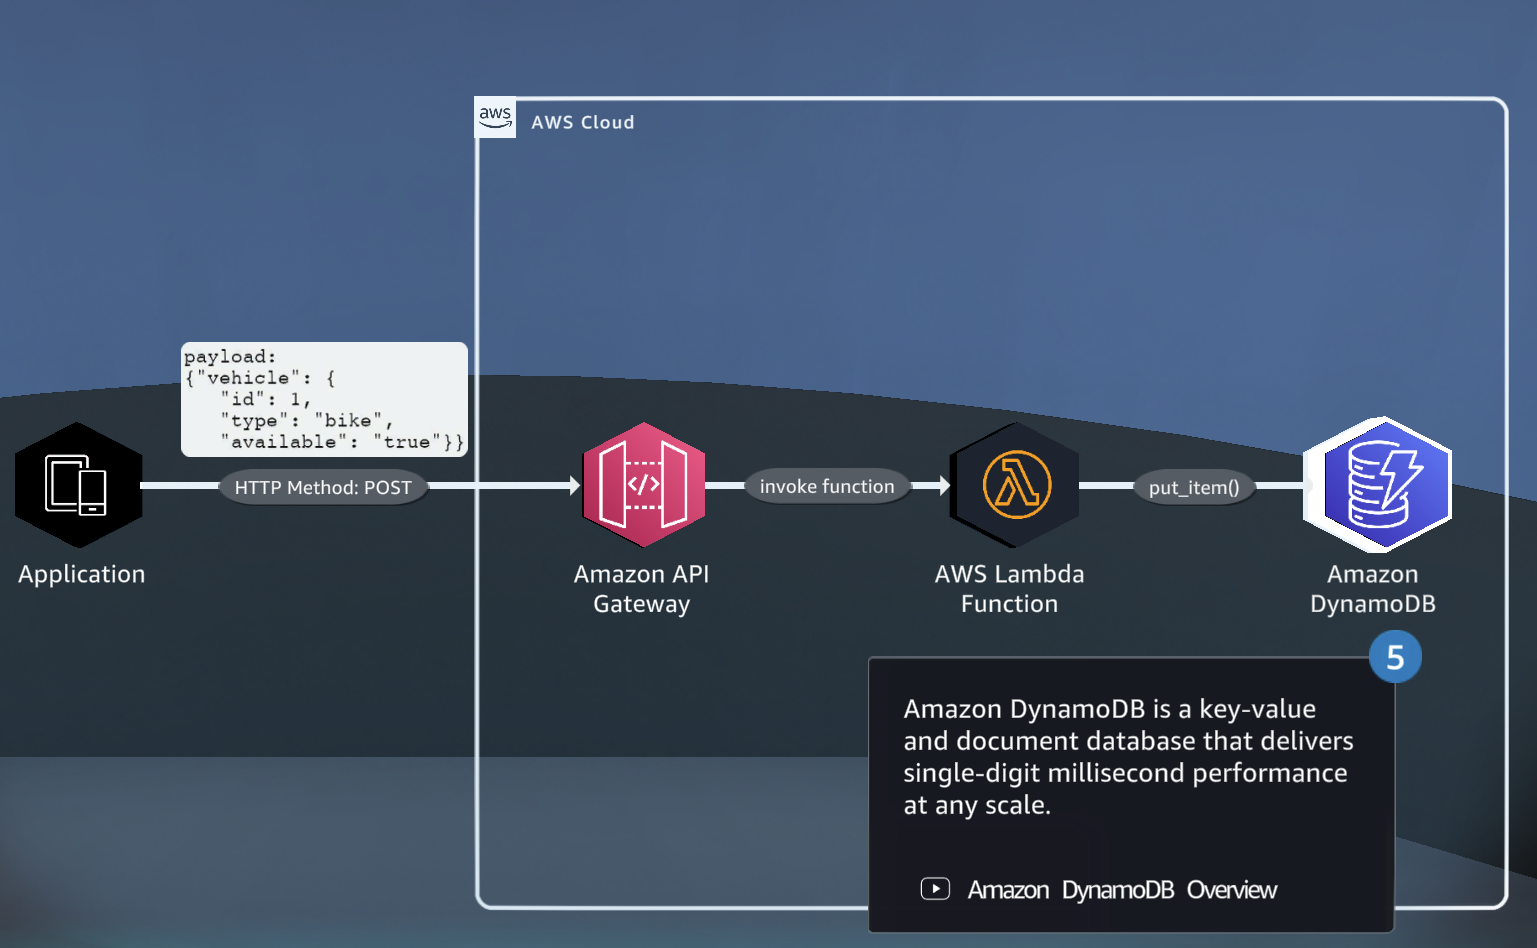 aws
AWS Cloud
payload:
{"vehicle": {
"id": 1,
"type": "bike",
"available": "true"}}
HTTP Method: POST
invoke function
put_item()
</>
Application
Amazon API
Gateway
AWS Lambda
Function
Amazon
DynamoDB
5
Amazon DynamoDB is a key-value
and document database that delivers
single-digit millisecond performance
at any scale.
Amazon DynamoDB Overview